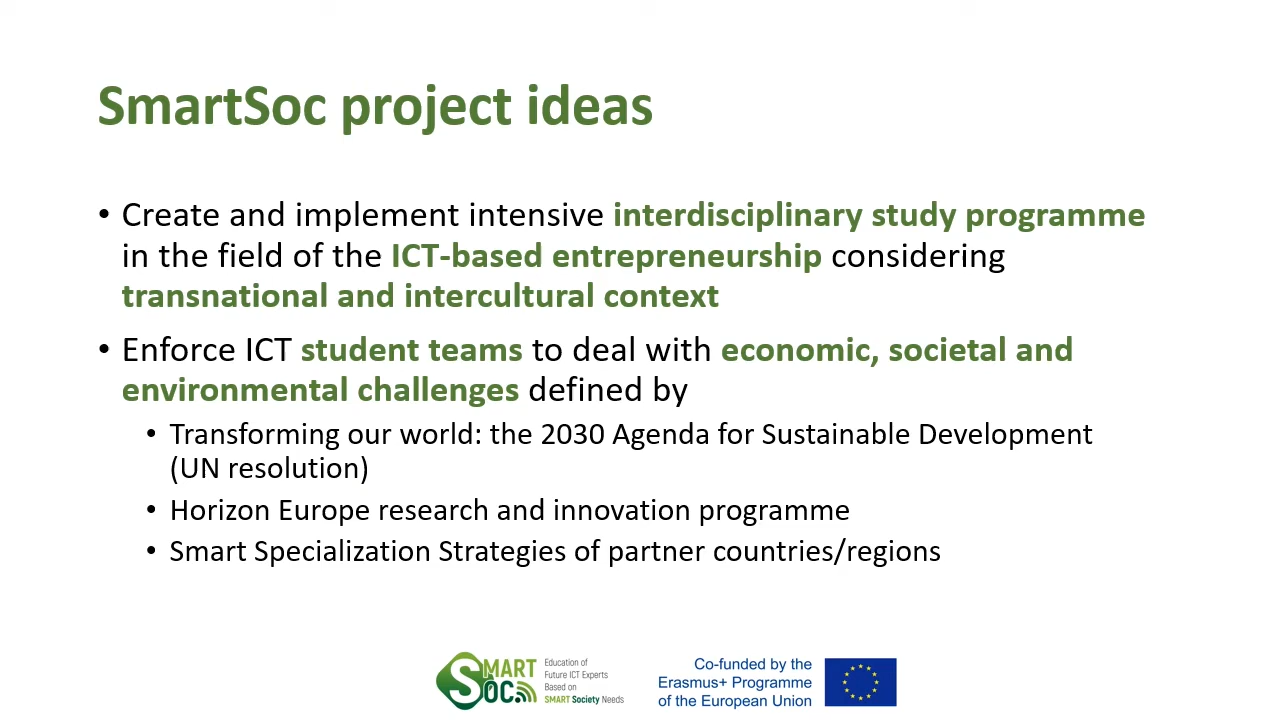 SmartSoc project ideas
• Create and implement intensive interdisciplinary study programme
in the field of the ICT-based entrepreneurship considering
transnational and intercultural context
• Enforce ICT student teams to deal with economic, societal and
environmental challenges defined by
• Transforming our world: the 2030 Agenda for Sustainable Development
(UN resolution)
• Horizon Europe research and innovation programme
• Smart Specialization Strategies of partner countries/regions
SMART
SOC
Education of
Future ICT Experts
Based on
SMART Society Needs
Co-funded by the
Erasmus+ Programme
of the European Union